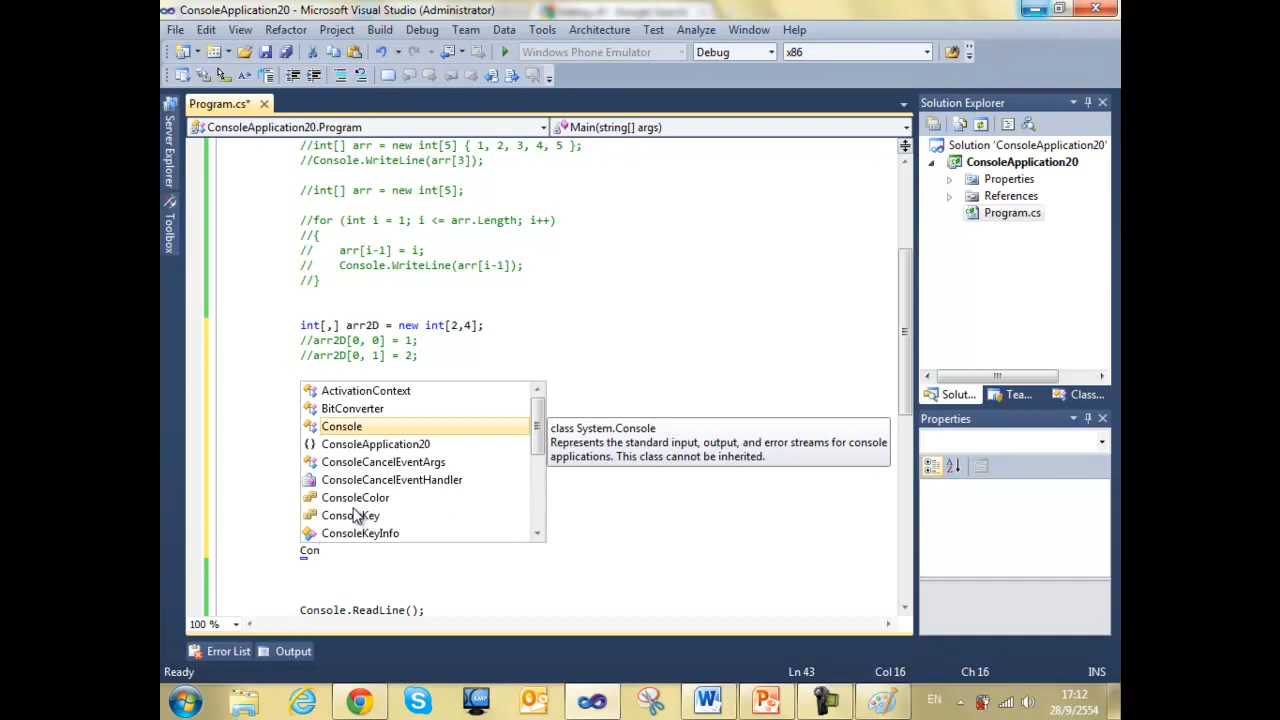 ConsoleApplication20 - Microsoft Visual Studio (Administrator)
File Edit View Refactor Project Build Debug Team Data Tools Architecture Test Analyze Window Help
Windows Phone Emulator Debug x86
Program.cs*
ConsoleApplication20.Program Main(string[] args)
//int[] arr = new int[5] { 1, 2, 3, 4, 5 };
//Console.WriteLine(arr[3]);
//int[] arr = new int[5];
//for (int i = 1; i <= arr.Length; i++)
//{
// arr[i-1] = i;
// Console.WriteLine(arr[i-1]);
//}
int[,] arr2D = new int[2,4];
//arr2D[0, 0] = 1;
//arr2D[0, 1] = 2;
ActivationContext
BitConverter
Console
ConsoleApplication20
ConsoleCancelEventArgs
ConsoleCancelEventHandler
ConsoleColor
ConsoleKey
ConsoleKeyInfo
class System.Console
Represents the standard input, output, and error streams for console
applications. This class cannot be inherited.
Con
Console.ReadLine();
100 %
Server Explorer
Toolbox
Solution Explorer
Solution 'ConsoleApplication20'
ConsoleApplication20
Properties
References
Program.cs
Solut... Tea... Class...
Properties
Error List Output
Ready Ln 43 Col 16 Ch 16 INS
EN
17:12
28/9/2554